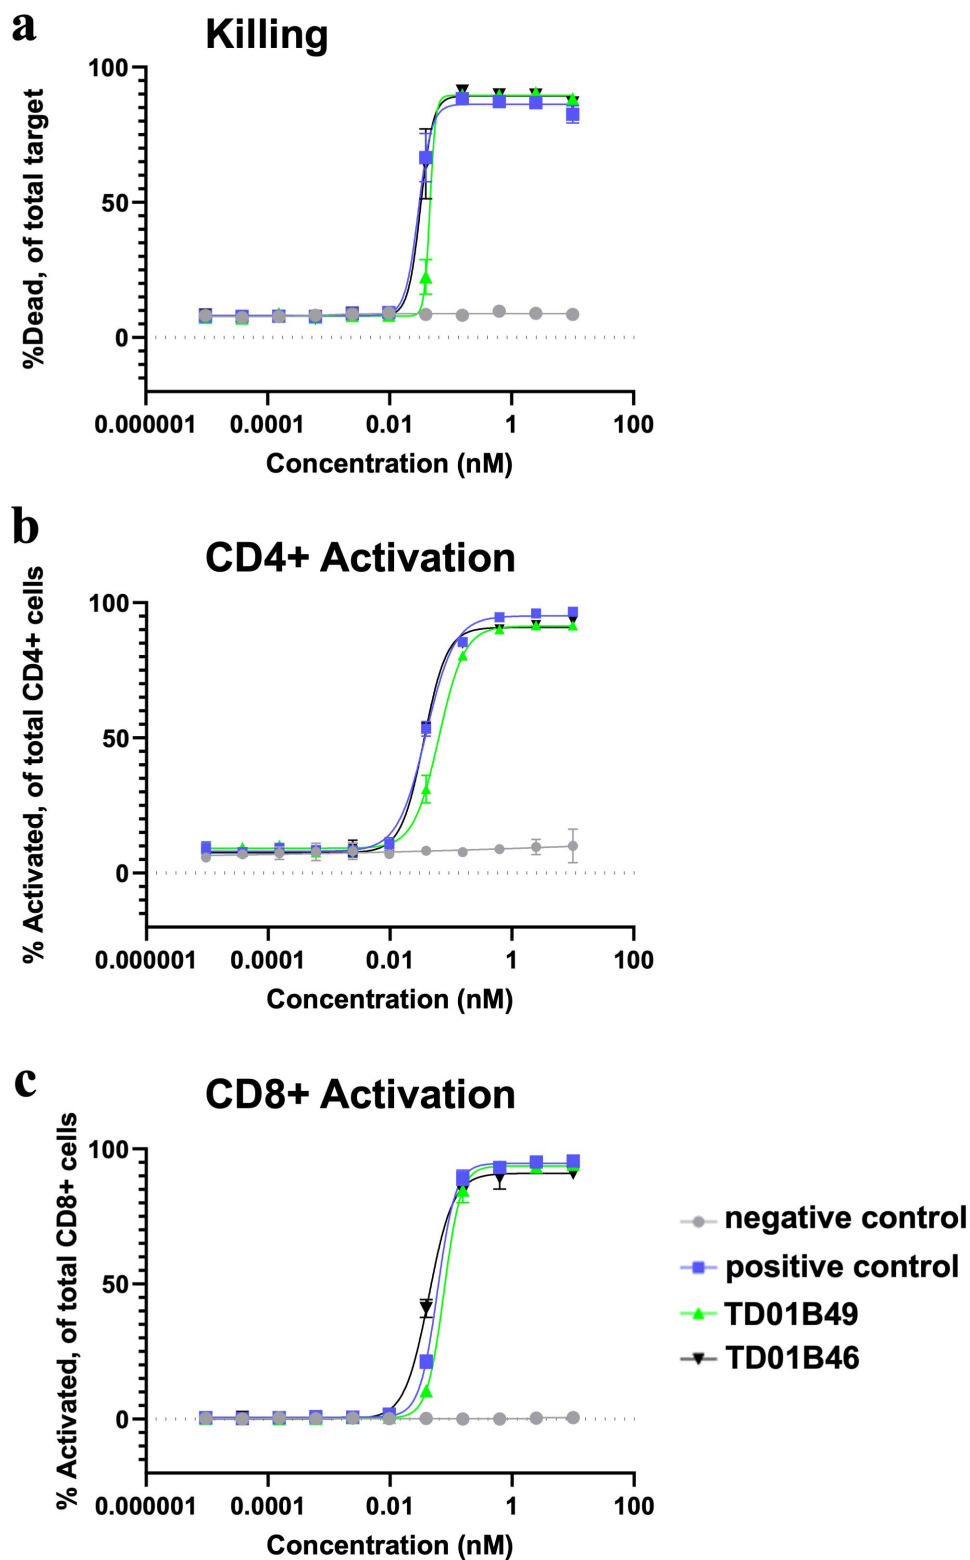 a
Killing
%Dead, of total target
100
50
0
0.000001 0.0001 0.01 1 100
Concentration (nM)
b
CD4+ Activation
% Activated, of total CD4+ cells
100
50
0
0.000001 0.0001 0.01 1 100
Concentration (nM)
c
CD8+ Activation
% Activated, of total CD8+ cells
100
50
0
0.000001 0.0001 0.01 1 100
Concentration (nM)
negative control
positive control
TD01B49
TD01B46